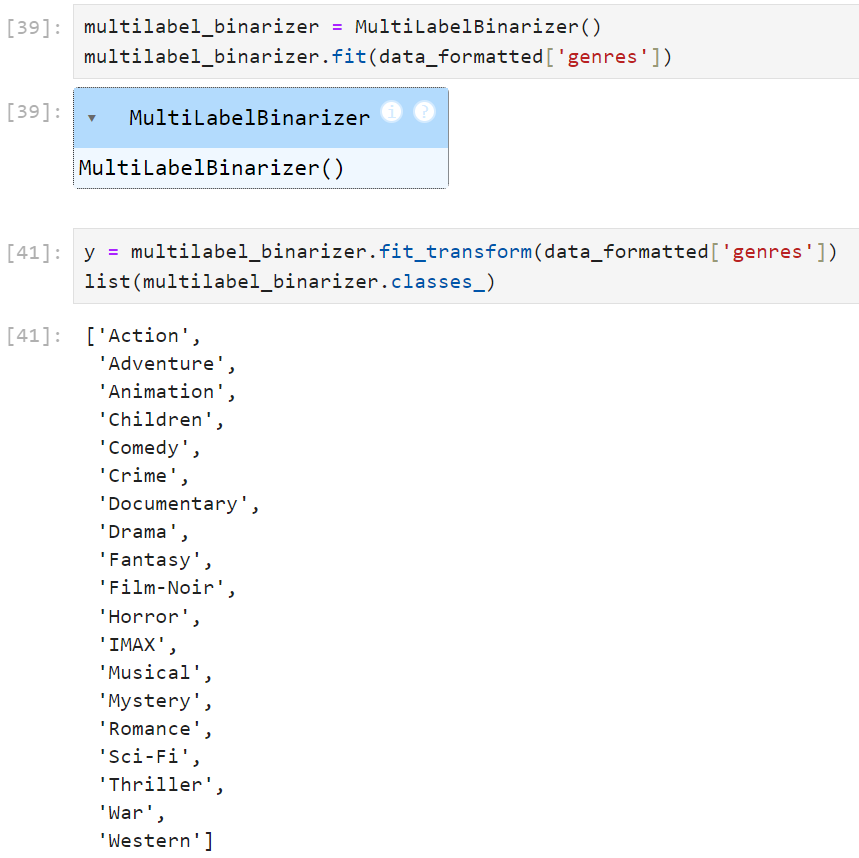 [39]: multilabel_binarizer = MultiLabelBinarizer()
multilabel_binarizer.fit(data_formatted['genres'])
[39]: ▾ MultiLabelBinarizer i ?
MultiLabelBinarizer()
[41]: y = multilabel_binarizer.fit_transform(data_formatted['genres'])
list(multilabel_binarizer.classes_)
[41]: ['Action',
'Adventure',
'Animation',
'Children',
'Comedy',
'Crime',
'Documentary',
'Drama',
'Fantasy',
'Film-Noir',
'Horror',
'IMAX',
'Musical',
'Mystery',
'Romance',
'Sci-Fi',
'Thriller',
'War',
'Western']